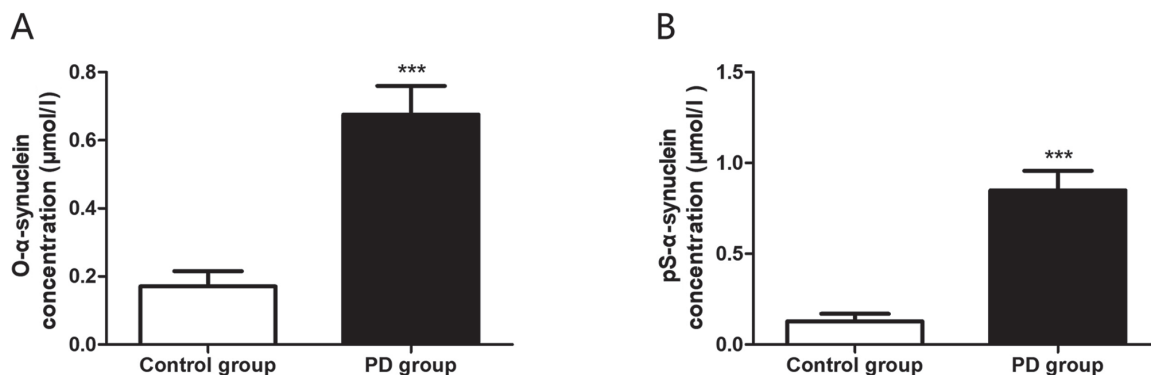 A
O-α-synuclein
concentration (μmol/l)
0.8
0.6
0.4
0.2
0.0
***
Control group
PD group
B
pS-α-synuclein
concentration (μmol/l )
1.5
1.0
0.5
0.0
***
Control group
PD group